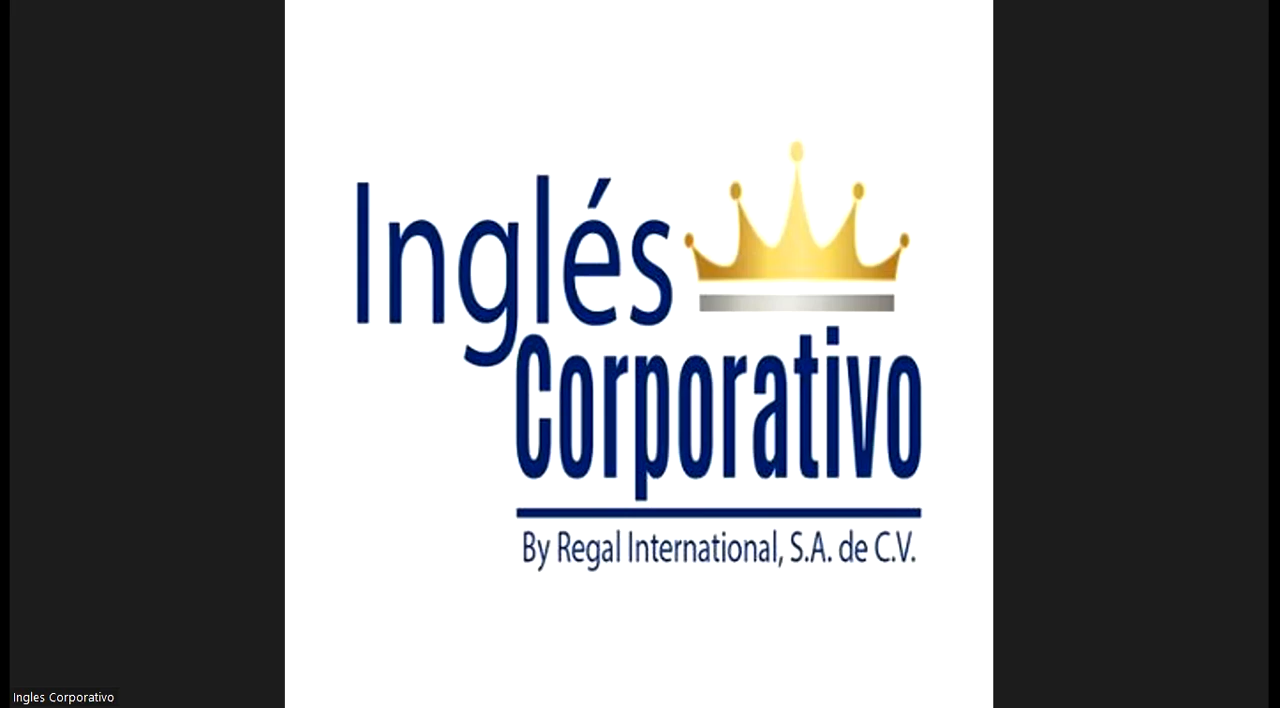 Inglés
Corporativo
By Regal International, S.A. de C.V.
Ingles Corporativo